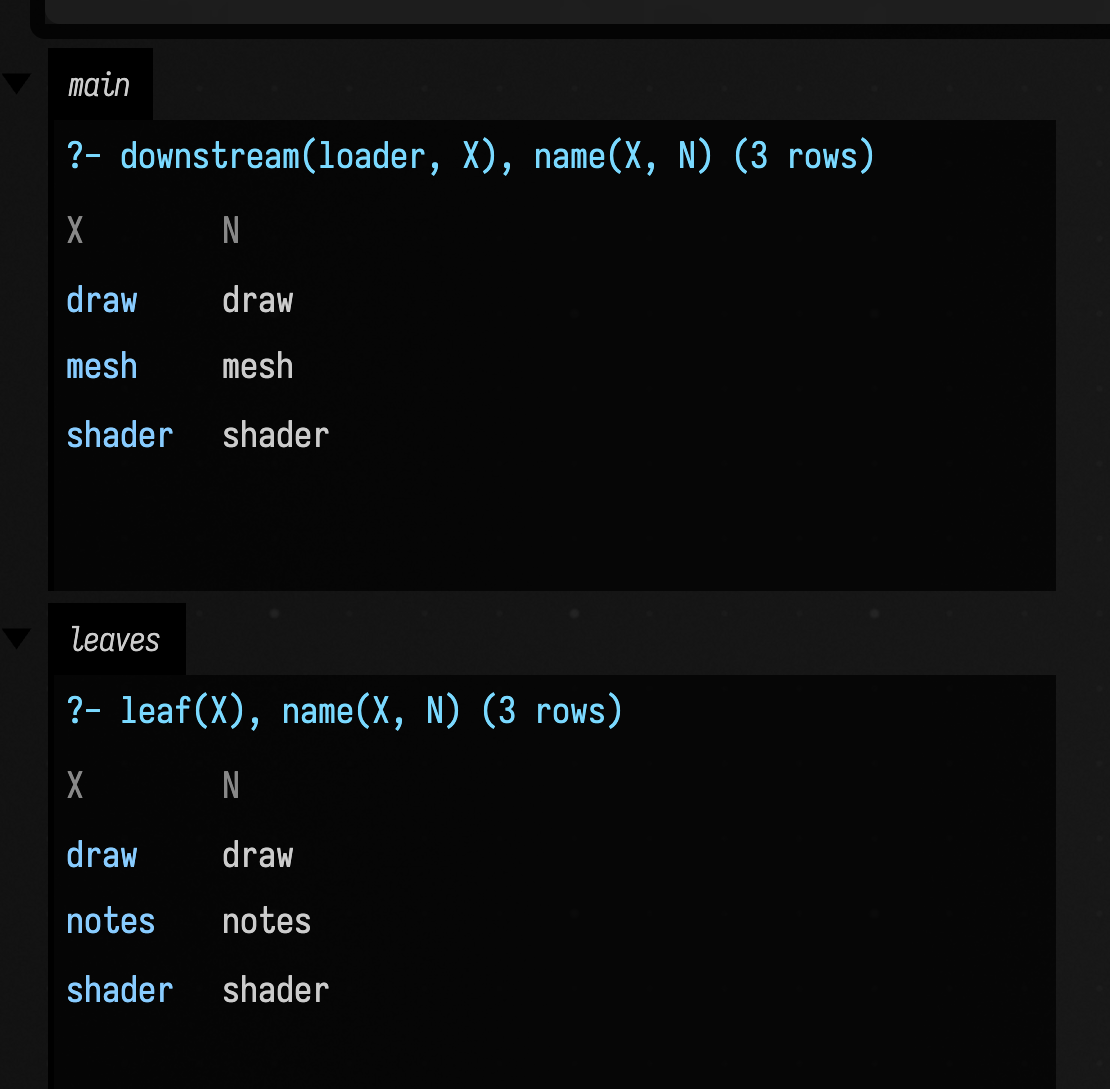 main
?- downstream(loader, X), name(X, N) (3 rows)
X N
draw draw
mesh mesh
shader shader
leaves
?- leaf(X), name(X, N) (3 rows)
X N
draw draw
notes notes
shader shader